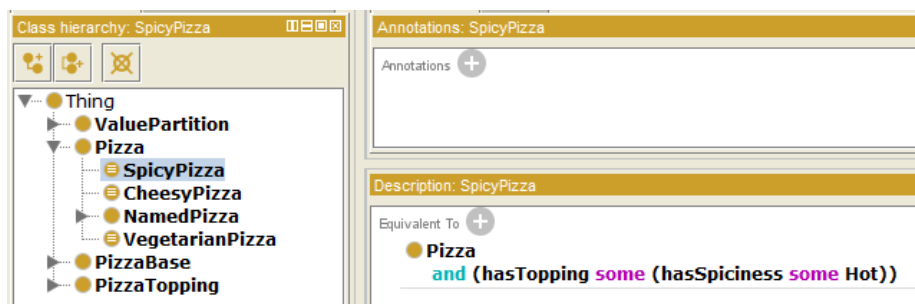 Class hierarchy: SpicyPizza
Thing
ValuePartition
Pizza
SpicyPizza
CheesyPizza
NamedPizza
VegetarianPizza
PizzaBase
PizzaTopping
Annotations: SpicyPizza
Annotations
Description: SpicyPizza
Equivalent To
Pizza
and (hasTopping some (hasSpiciness some Hot))